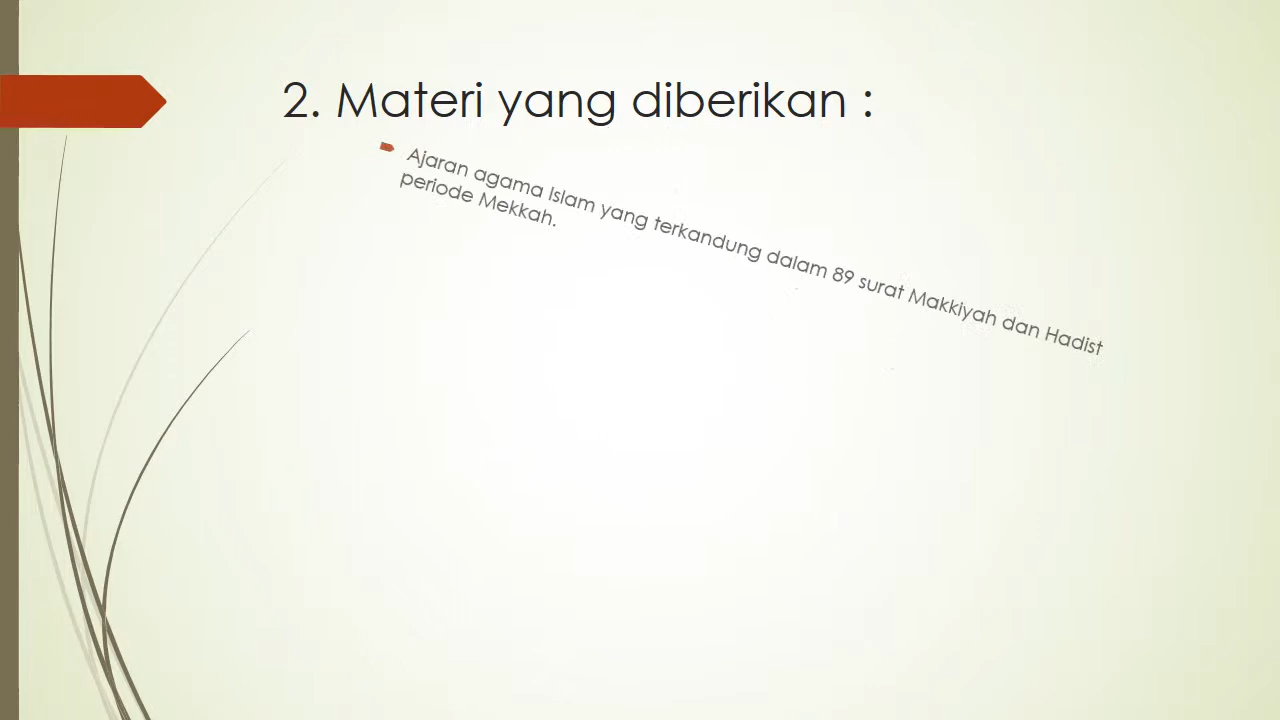 2. Materi yang diberikan :
Ajaran agama Islam yang terkandung dalam 89 surat Makkiyah dan Hadist
periode Mekkah.